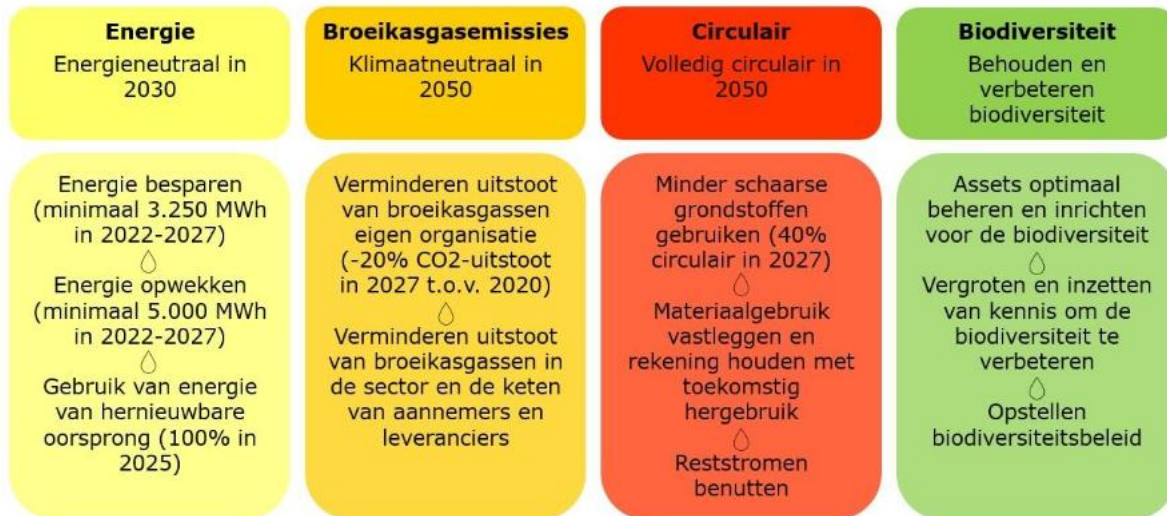 Energie
Energieneutraal in
2030
Broeikasgasemissies
Klimaatneutraal in
2050
Circulair
Volledig circulair in
2050
Biodiversiteit
Behouden en
verbeteren
biodiversiteit
Energie besparen
(minimaal 3.250 MWh
in 2022-2027)
Energie opwekken
(minimaal 5.000 MWh
in 2022-2027)
Gebruik van energie
van hernieuwbare
oorsprong (100% in
2025)
Verminderen uitstoot
van broeikasgassen
eigen organisatie
(-20% CO2-uitstoot
in 2027 t.o.v. 2020)
Verminderen uitstoot
van broeikasgassen in
de sector en de keten
van aannemers en
leveranciers
Minder schaarse
grondstoffen
gebruiken (40%
circulair in 2027)
Materiaalgebruik
vastleggen en
rekening houden met
toekomstig
hergebruik
Reststromen
benutten
Assets optimaal
beheren en inrichten
voor de biodiversiteit
Vergroten en inzetten
van kennis om de
biodiversiteit te
verbeteren
Opstellen
biodiversiteitsbeleid